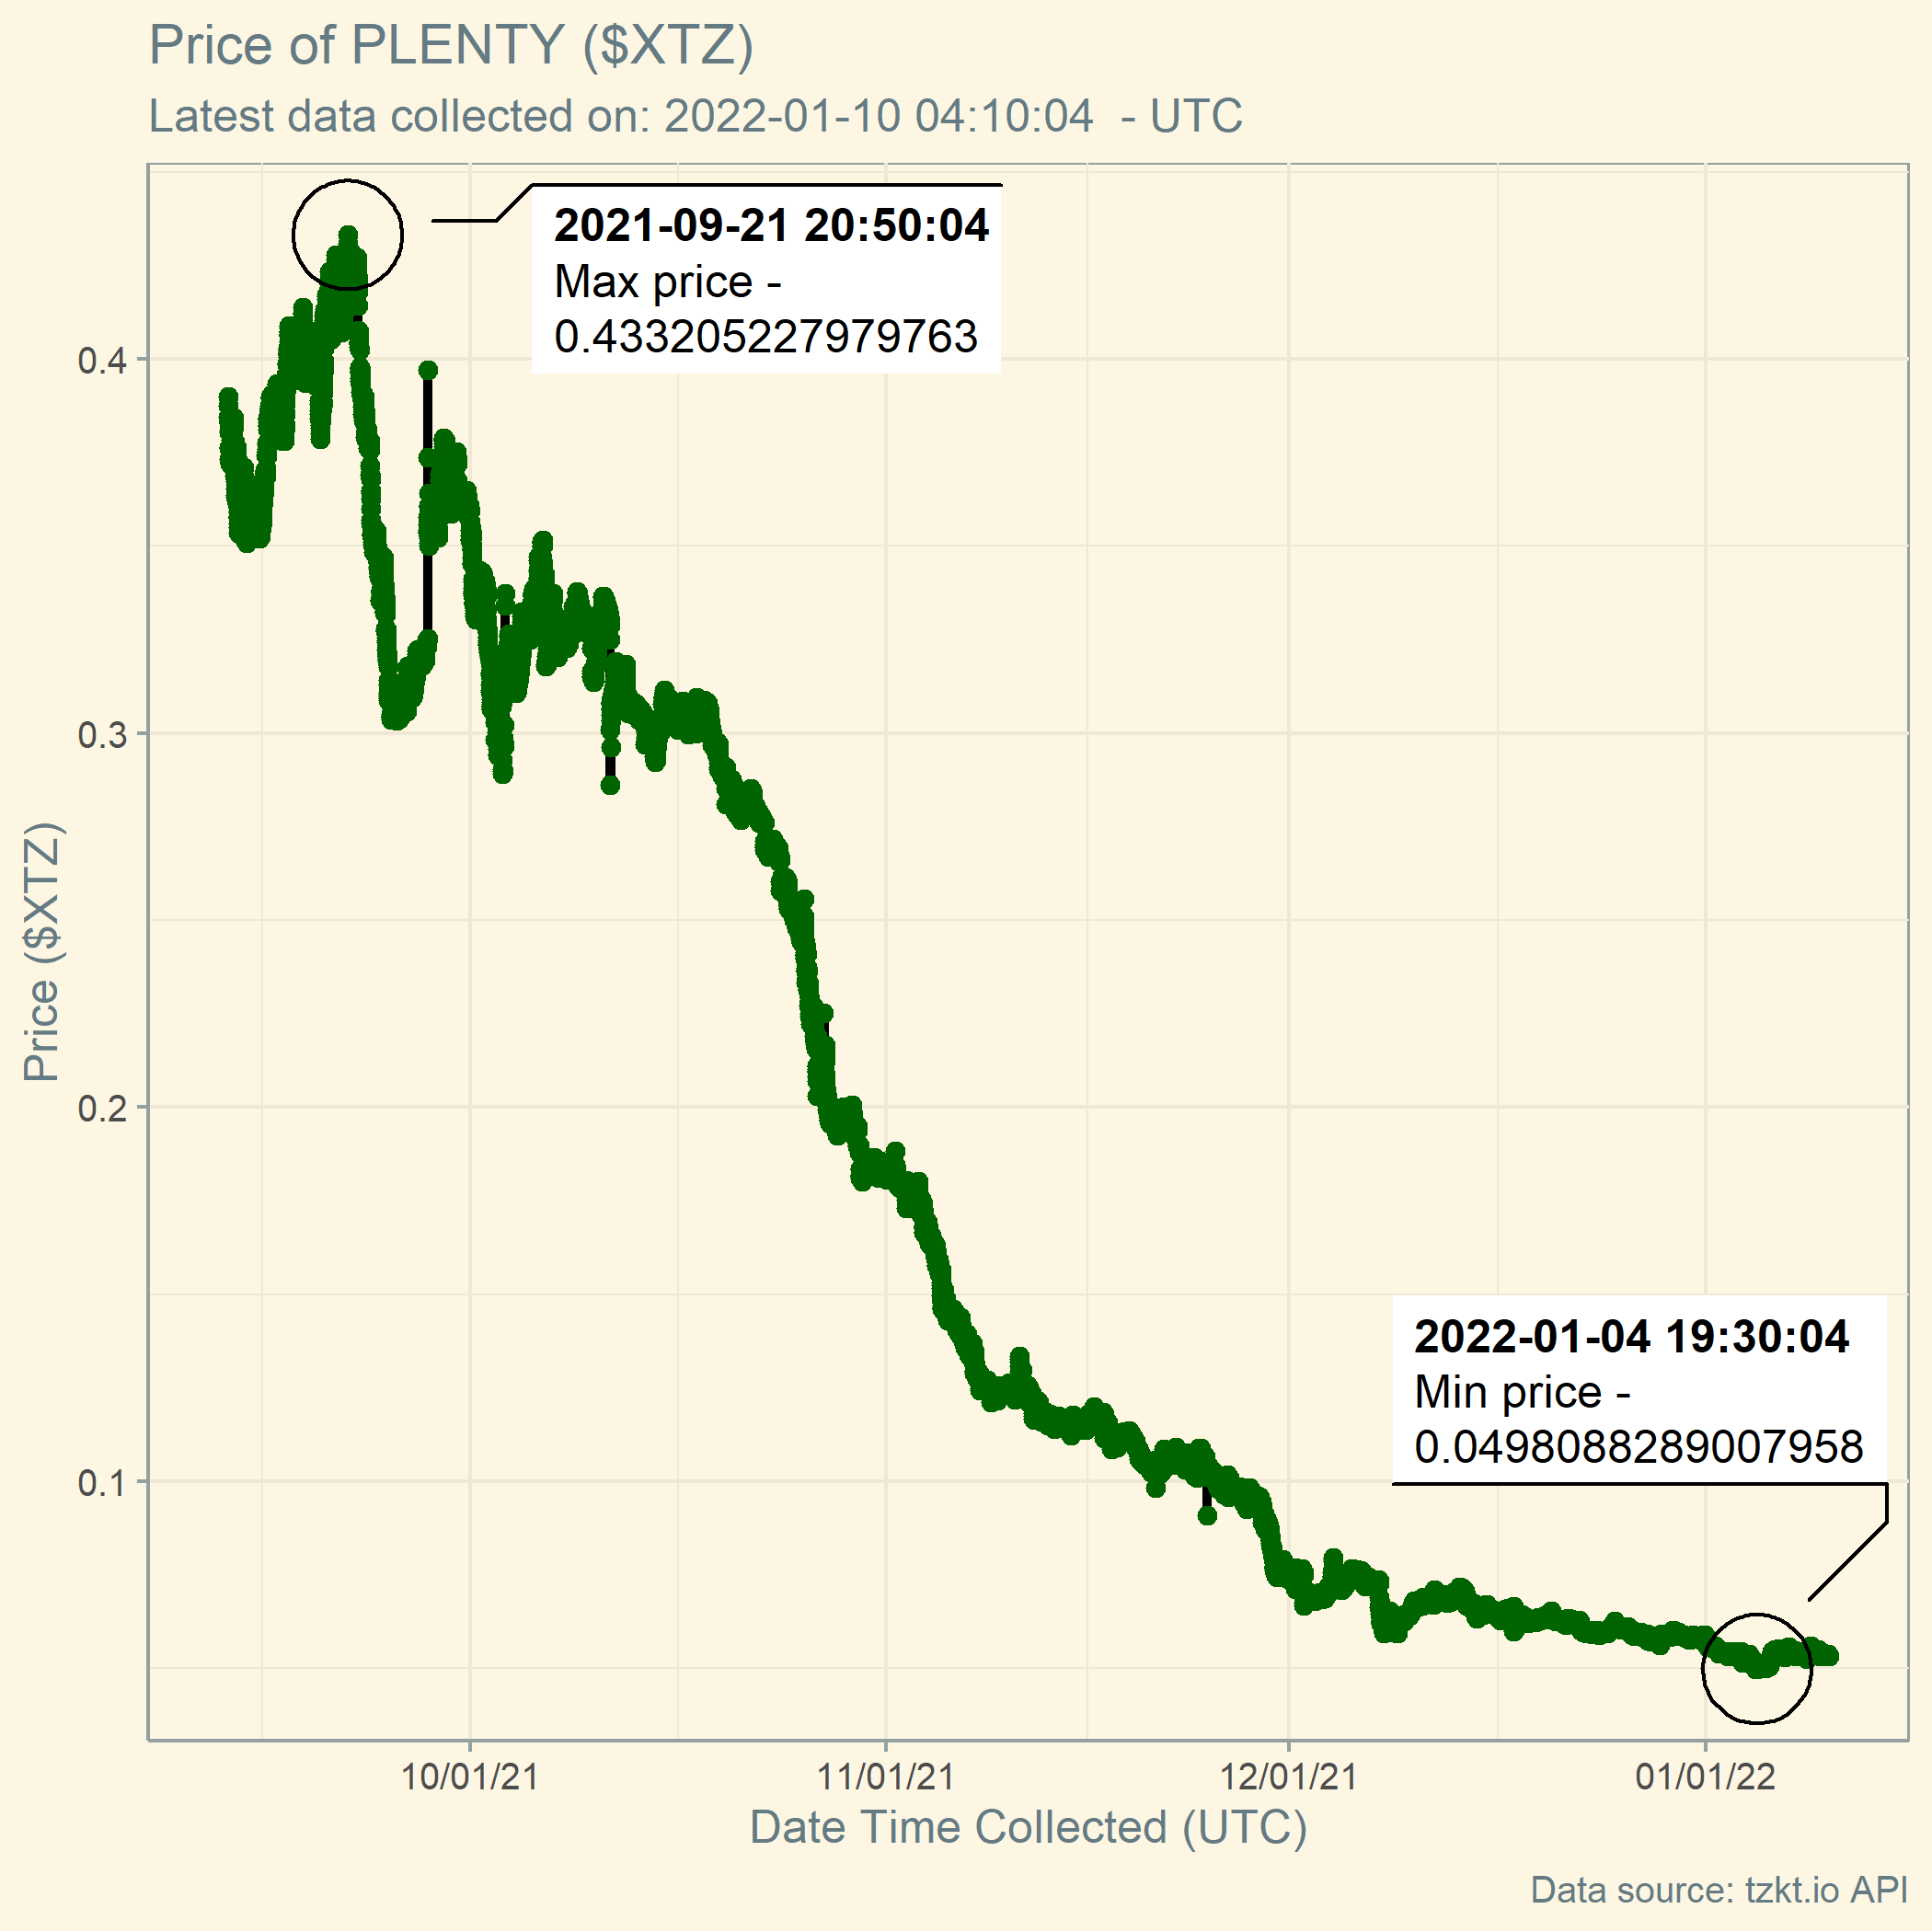 Price of PLENTY ($XTZ)
Latest data collected on: 2022-01-10 04:10:04  - UTC
2021-09-21 20:50:04
Max price -
0.433205227979763
0.4
0.3
0.2
0.1
Price ($XTZ)
2022-01-04 19:30:04
Min price -
0.0498088289007958
10/01/21
11/01/21
12/01/21
01/01/22
Date Time Collected (UTC)
Data source: tzkt.io API